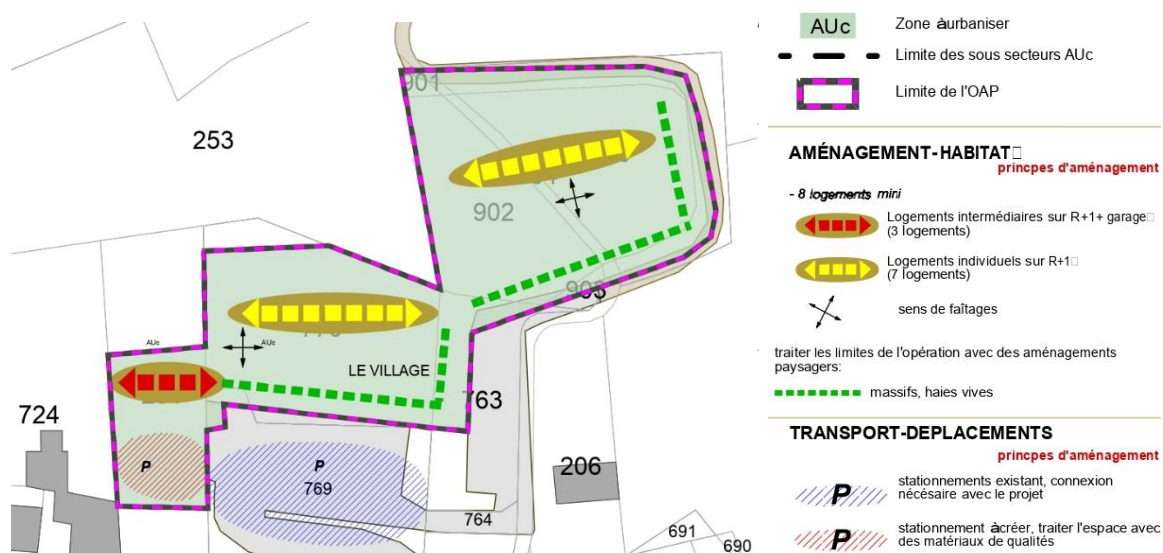 901
253
902
903
AUc
AUc
LE VILLAGE
763
724
P
P
769
206
764
691
690
AUc
Zone àurbaniser
Limite des sous secteurs AUc
Limite de l'OAP
AMÉNAGEMENT-HABITAT
princpes d'aménagement
- 8 logements mini
Logements intermédiaires sur R+1+ garage
(3 logements)
Logements individuels sur R+1
(7 logements)
sens de faîtages
traiter les limites de l'opération avec des aménagements
paysagers:
massifs, haies vives
TRANSPORT-DEPLACEMENTS
princpes d'aménagement
P
stationnements existant, connexion
nécésaire avec le projet
P
stationnement àcréer, traiter l'espace avec
des matériaux de qualités